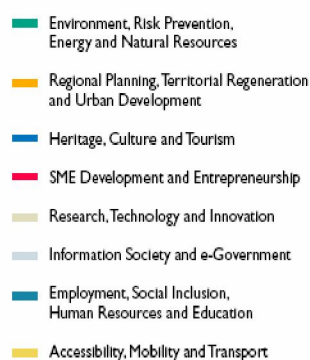 Environment, Risk Prevention,
Energy and Natural Resources
Regional Planning, Territorial Regeneration
and Urban Development
Heritage, Culture and Tourism
SME Development and Entrepreneurship
Research, Technology and Innovation
Information Society and e-Government
Employment, Social Inclusion,
Human Resources and Education
Accessibility, Mobility and Transport